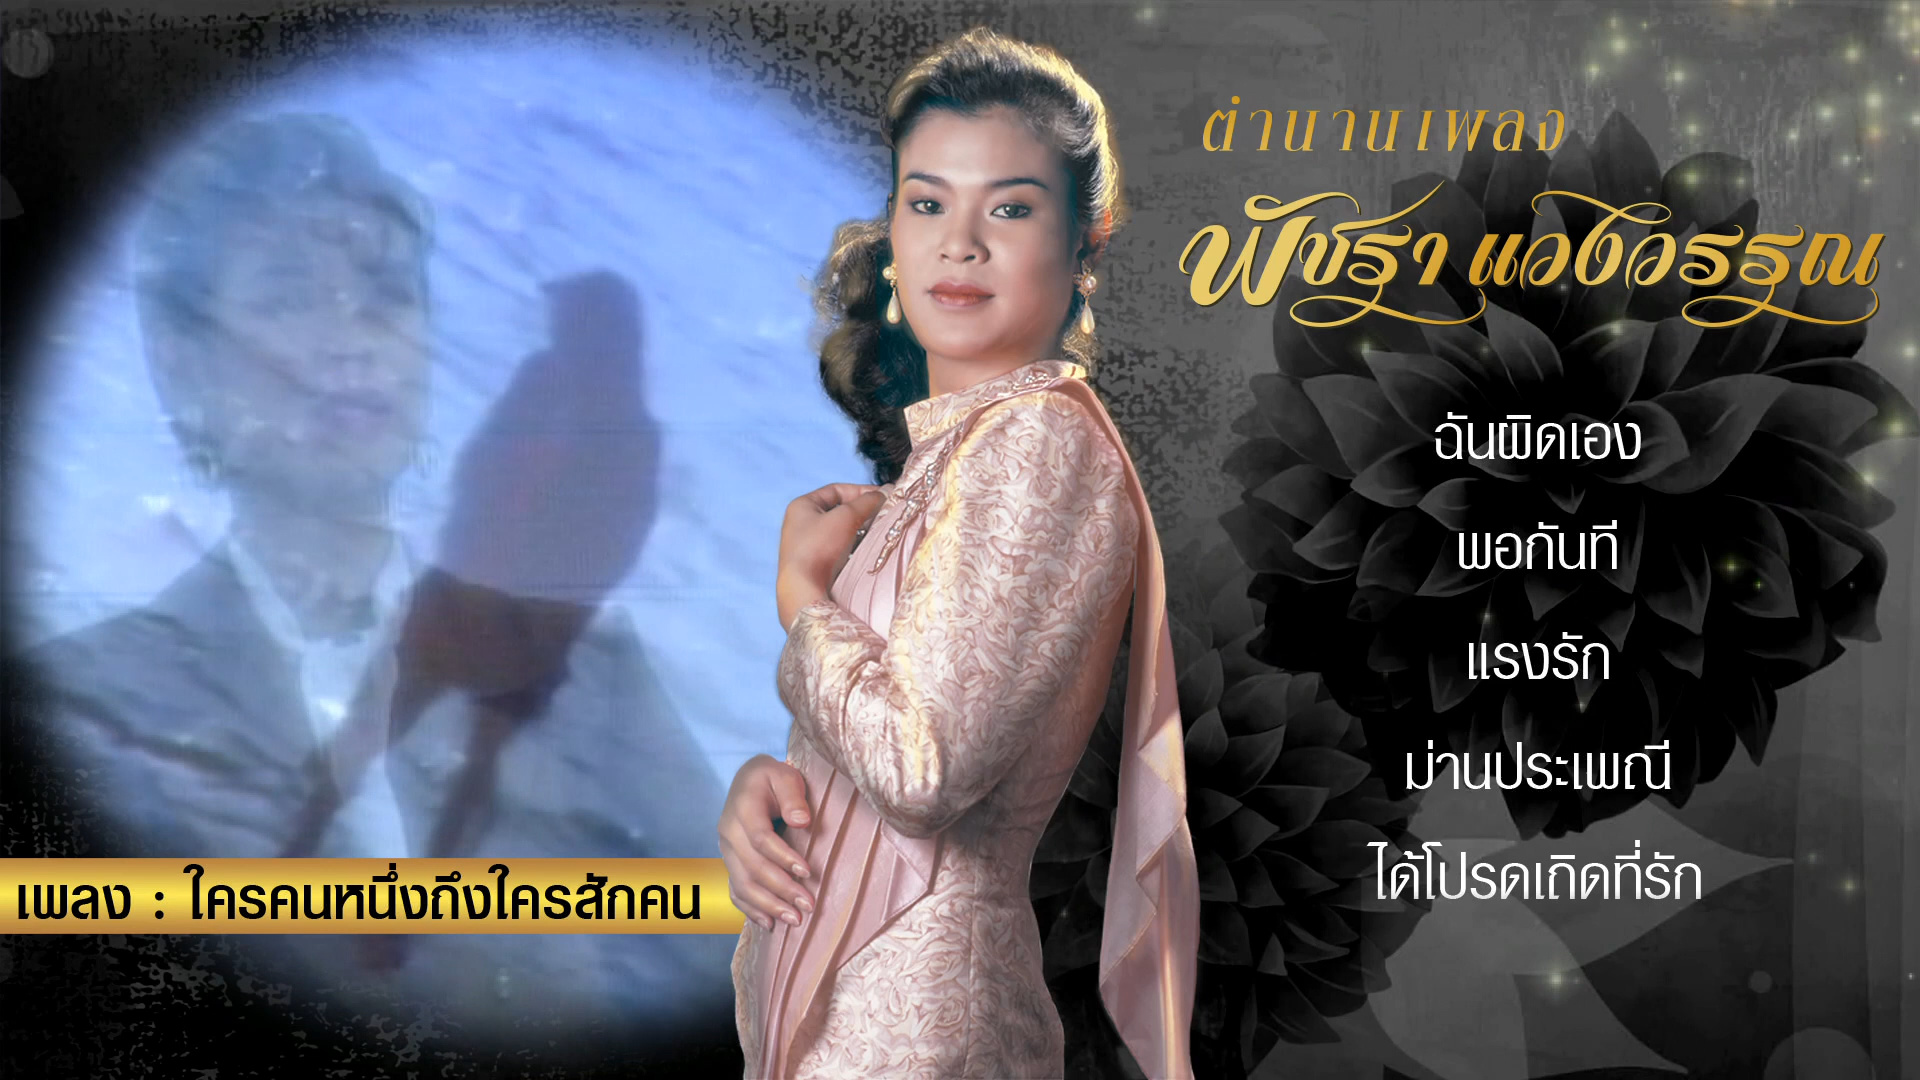 ตำนานเพลง
พัชรา แวงวรรณ
ฉันผิดเอง
พอกันที
แรงรัก
ม่านประเพณี
ได้โปรดเถิดที่รัก
เพลง : ใครคนหนึ่งถึงใครสักคน